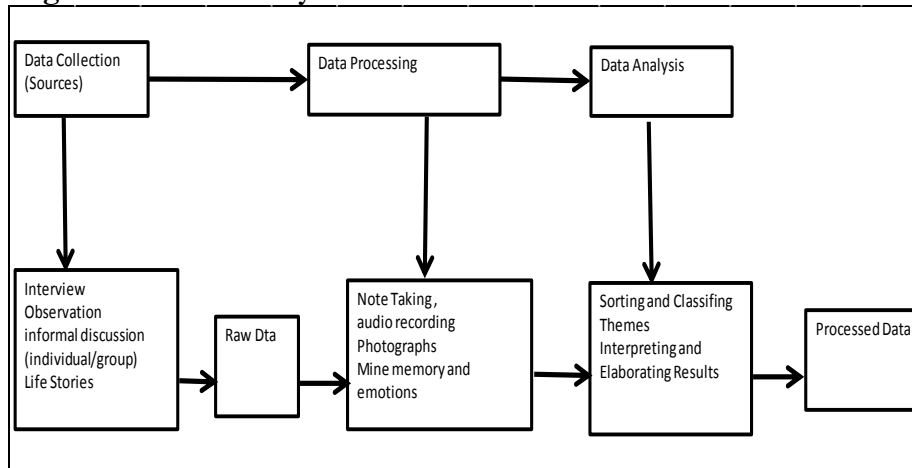 Data Collection
(Sources)
Data Processing
Data Analysis
Interview
Observation
informal discussion
(individual/group)
Life Stories
Raw Dta
Note Taking ,
audio recording
Photographs
Mine memory and
emotions
Sorting and Classifing
Themes
Interpreting and
Elaborating Results
Processed Data